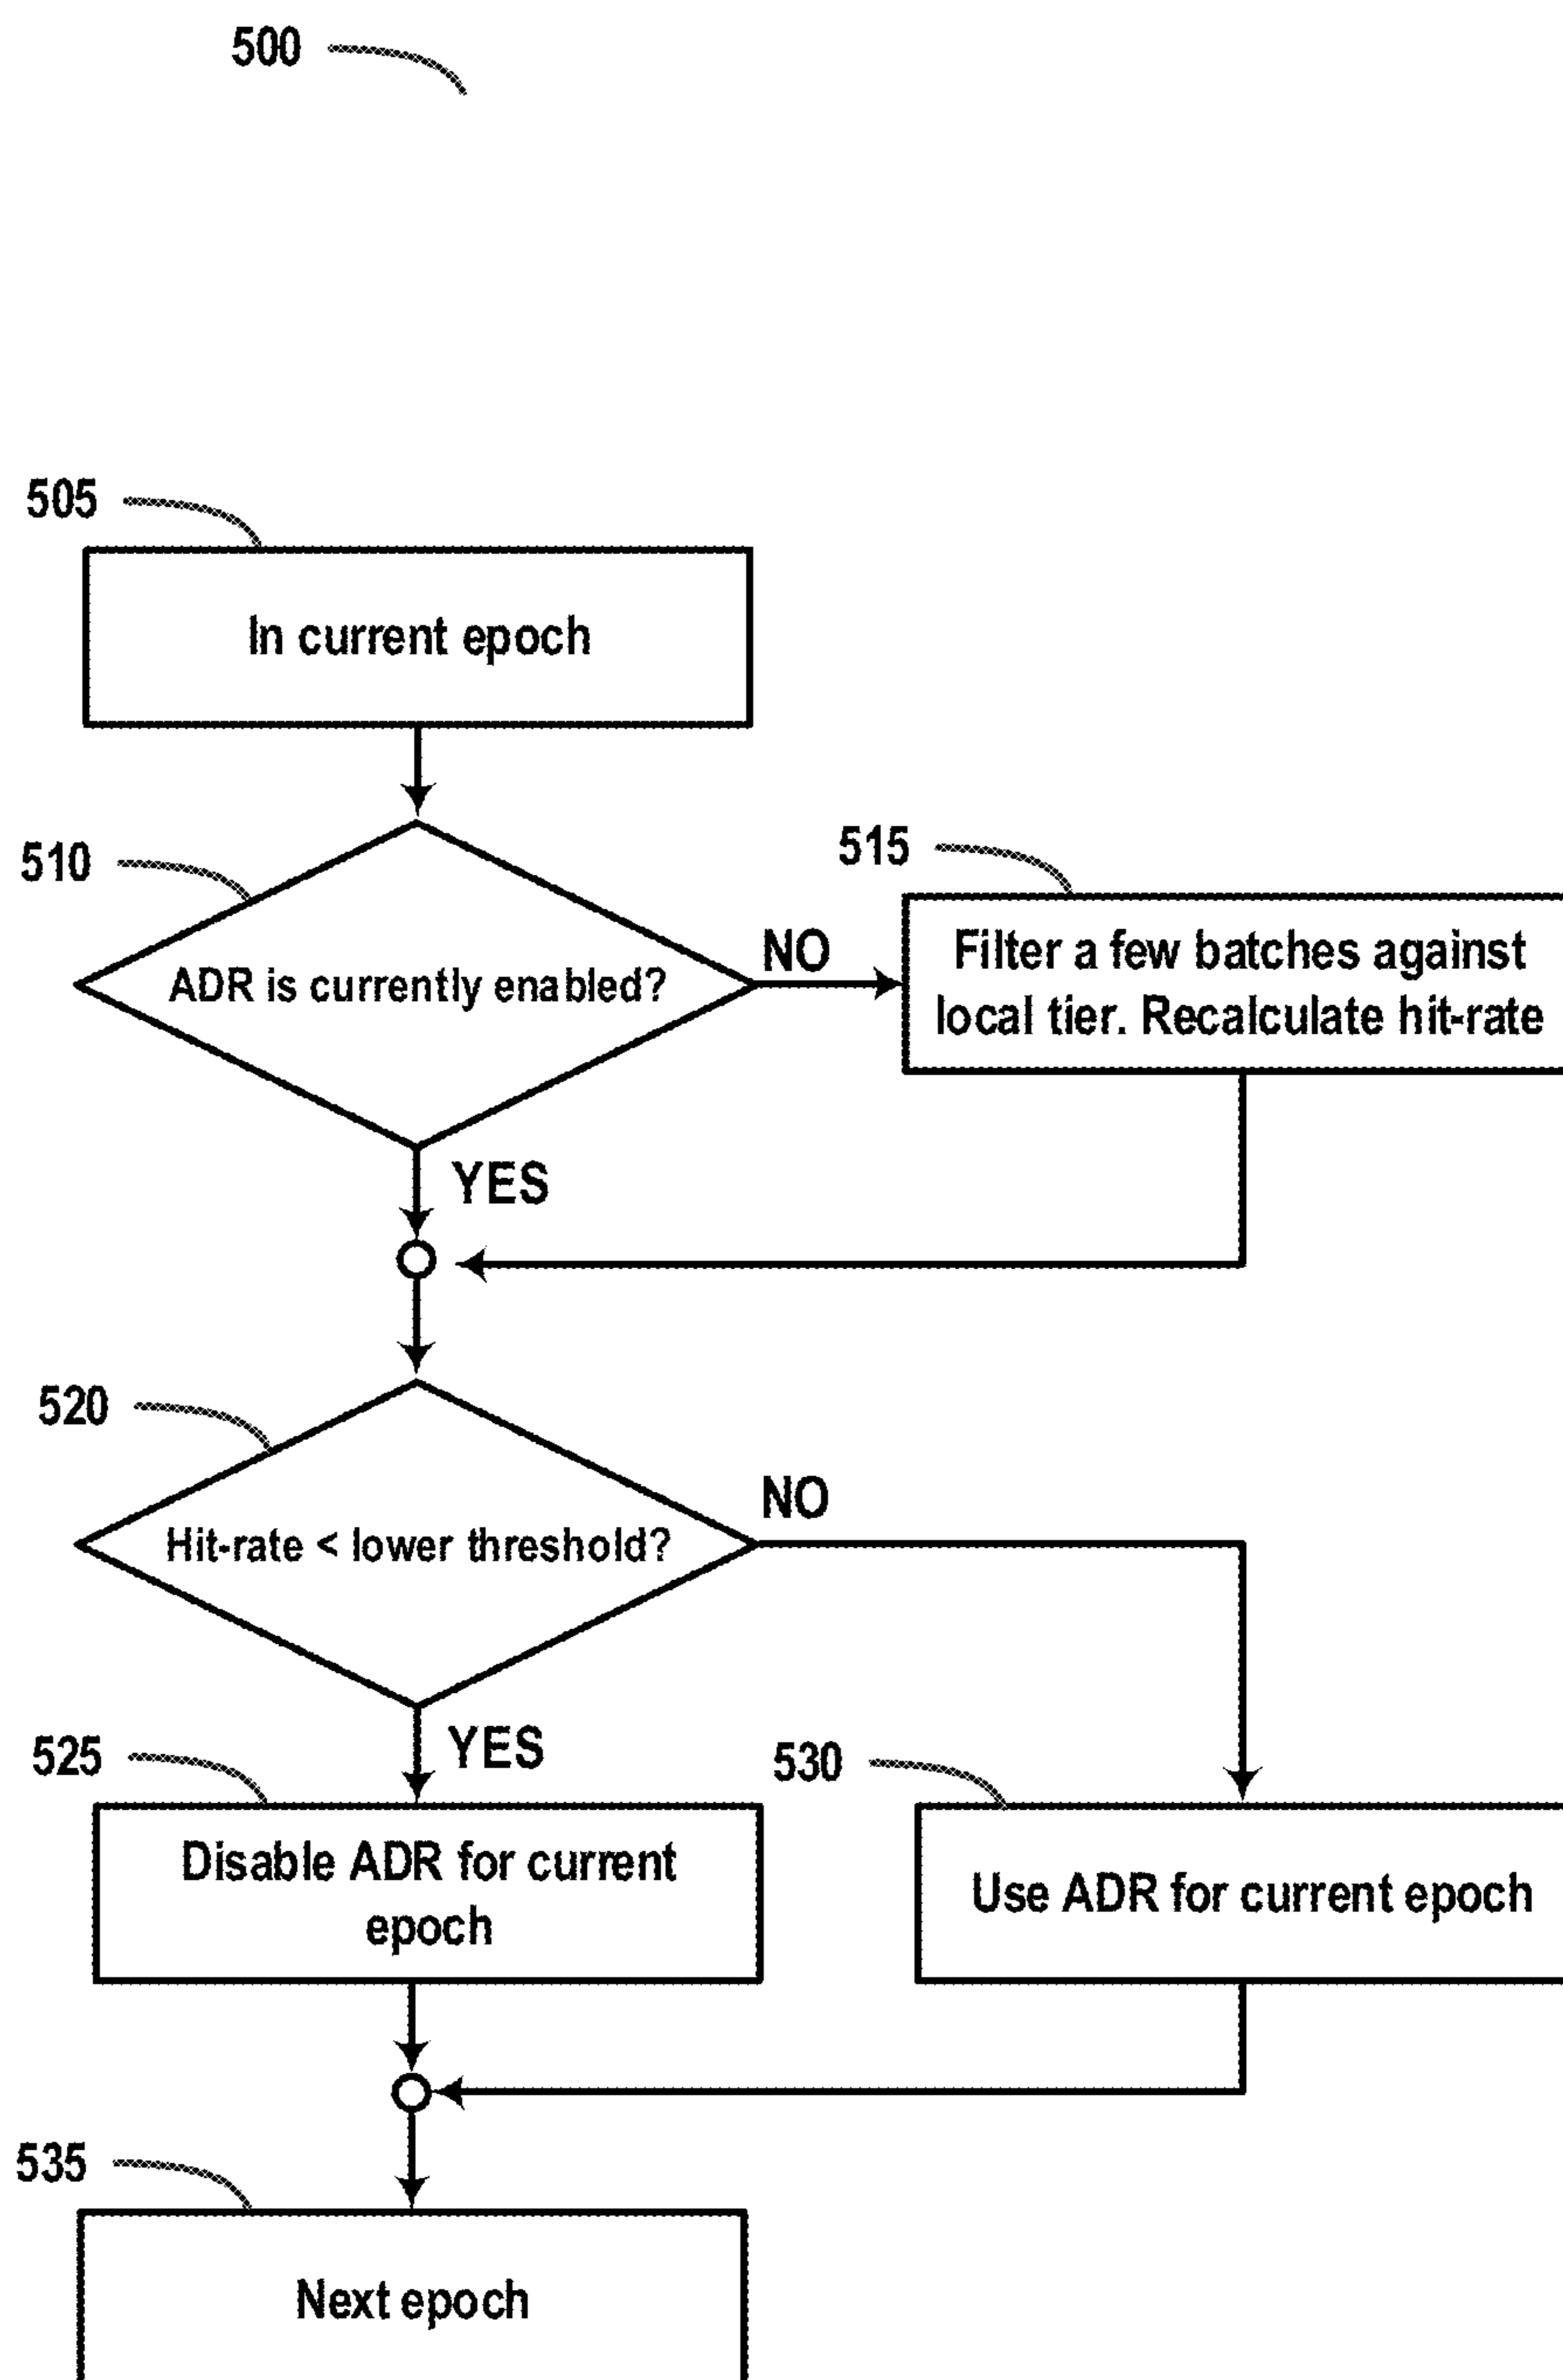 500
505
In current epoch
510
ADR is currently enabled?
NO
515
Filter a few batches against
local tier. Recalculate hit-rate
YES
520
Hit-rate < lower threshold?
NO
YES
525
Disable ADR for current
epoch
530
Use ADR for current epoch
535
Next epoch